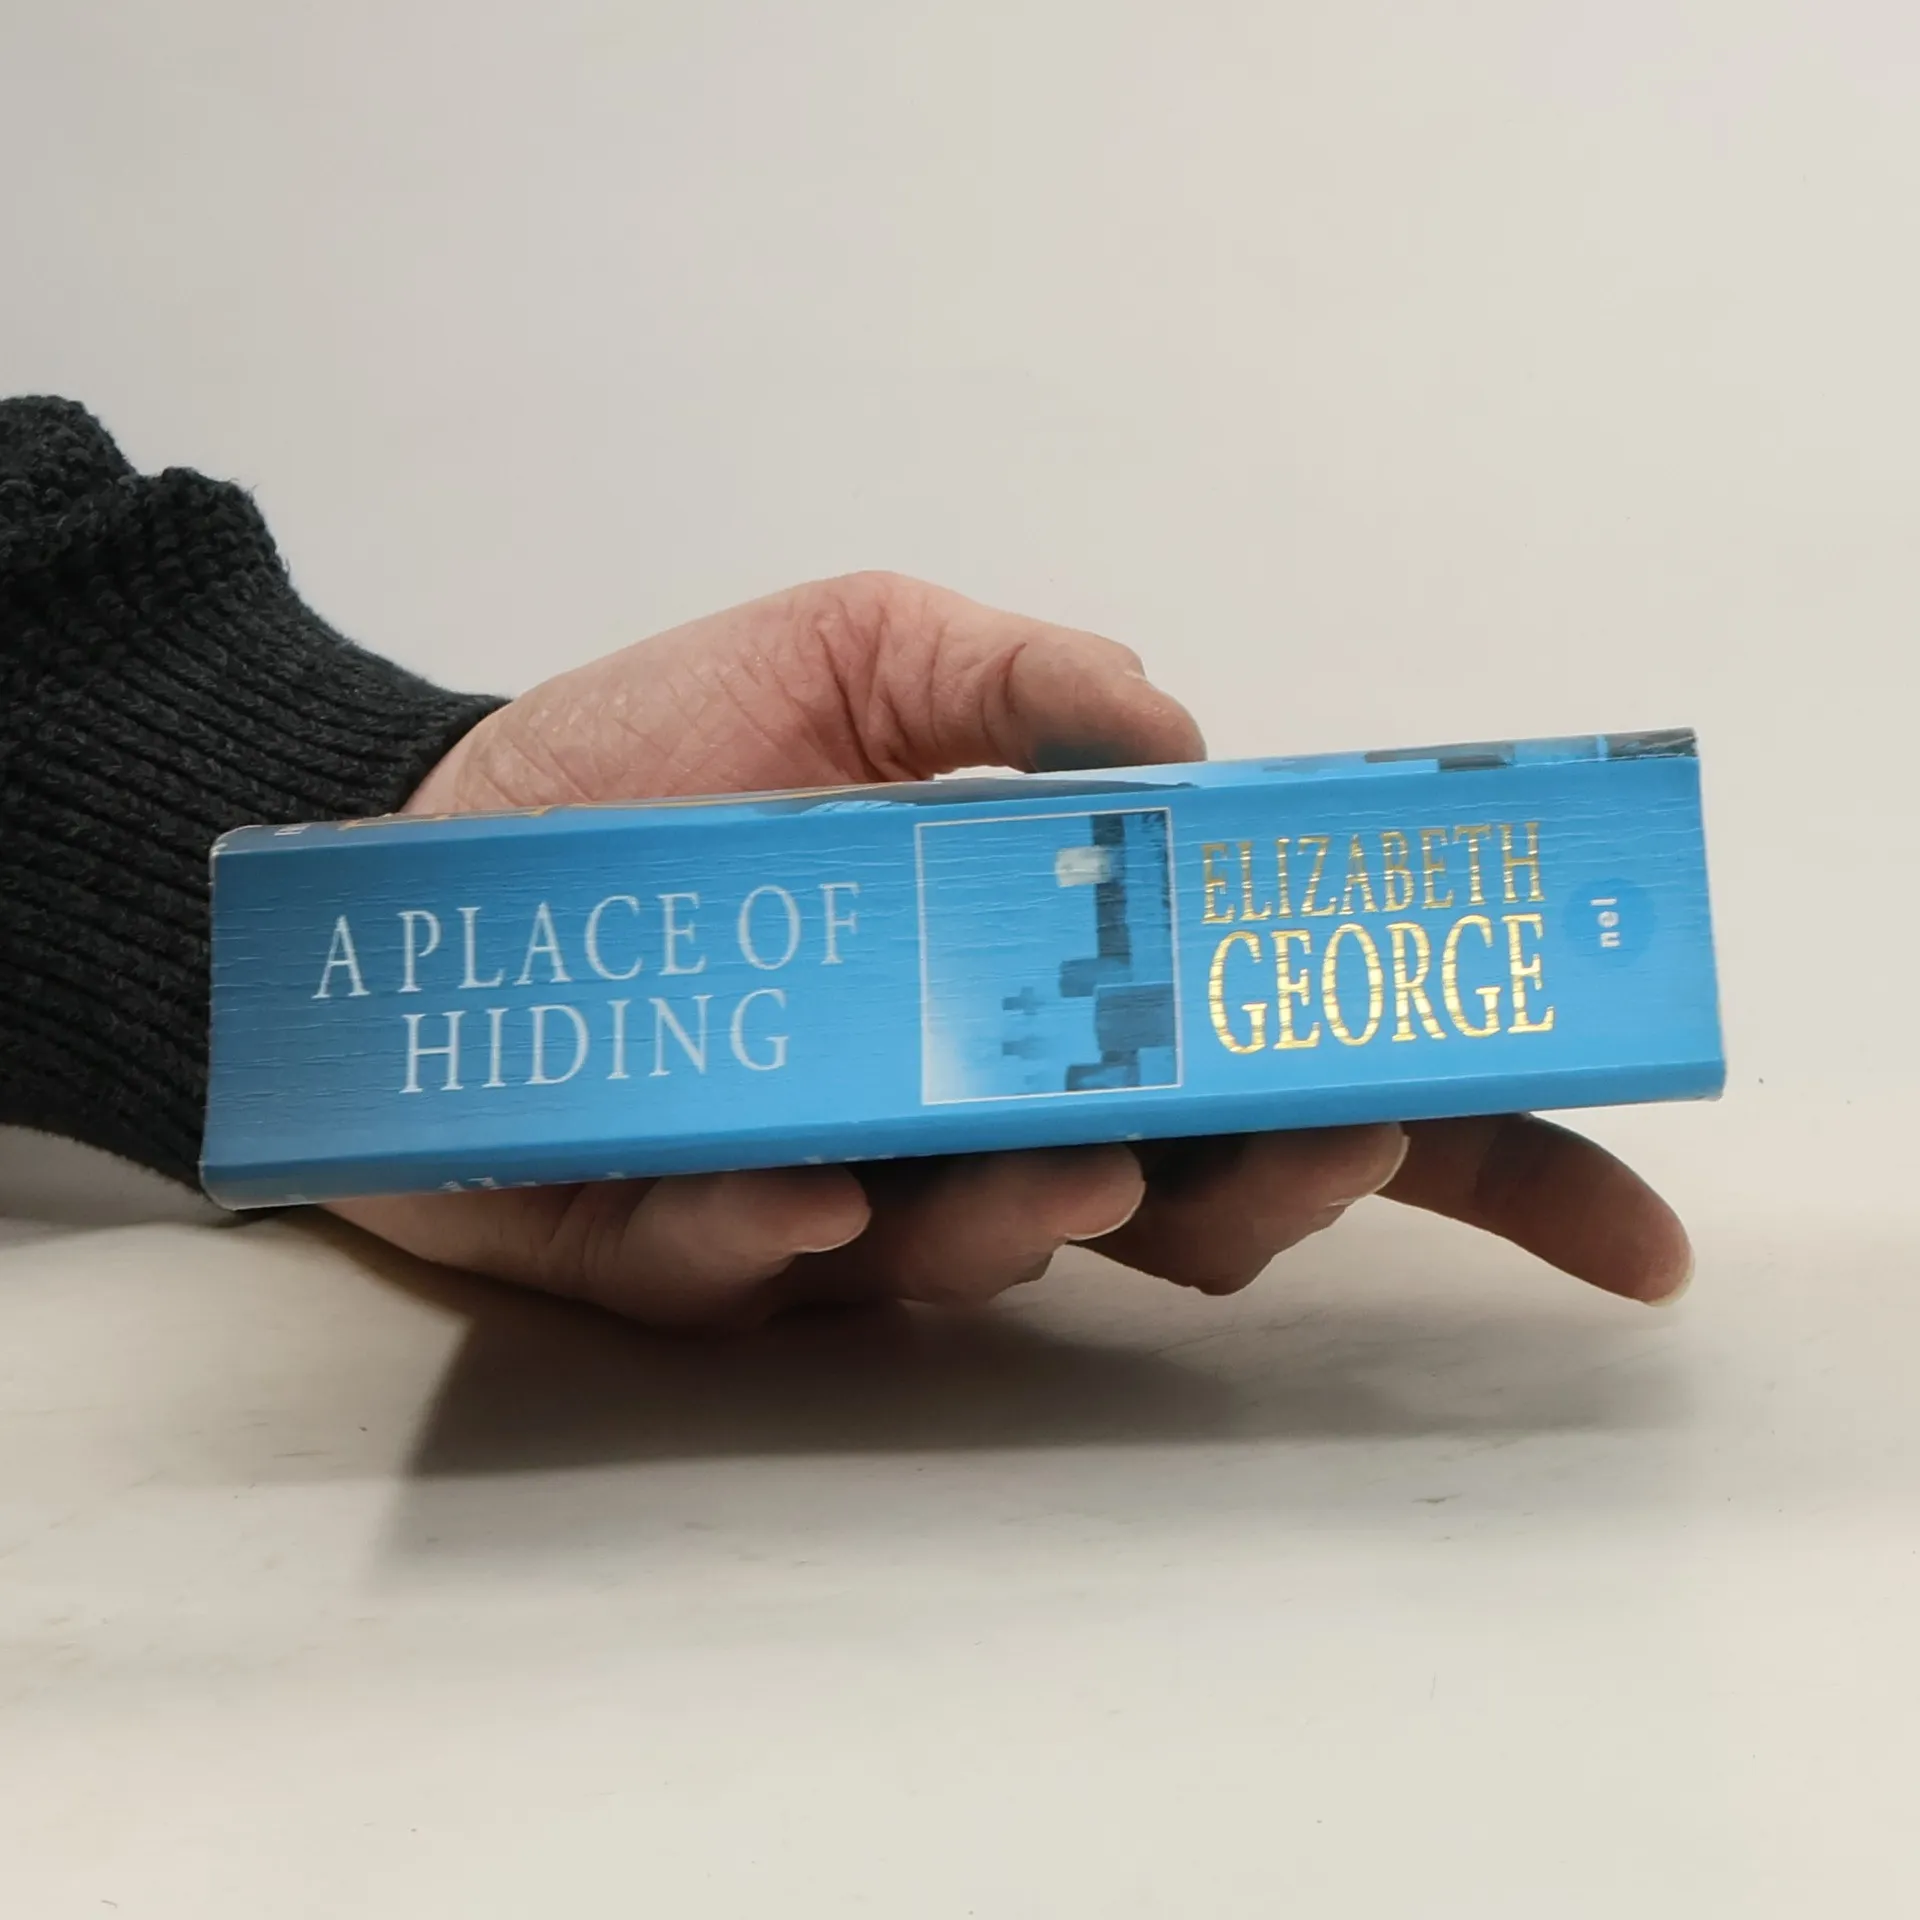 A PLACE OF
HIDING
ELIZABETH
GEORGE
nel